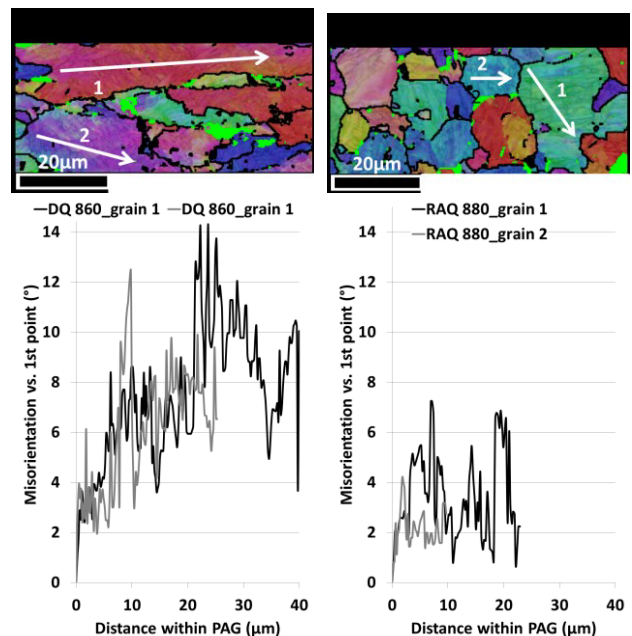 1
2
20µm
2
1
20µm
DQ 860_grain 1 DQ 860_grain 1
Misorientation vs. 1st point (°)
14
12
10
8
6
4
2
0
0 10 20 30 40
Distance within PAG (µm)
RAQ 880_grain 1
RAQ 880_grain 2
Misorientation vs. 1st point (°)
14
12
10
8
6
4
2
0
0 10 20 30 40
Distance within PAG (µm)